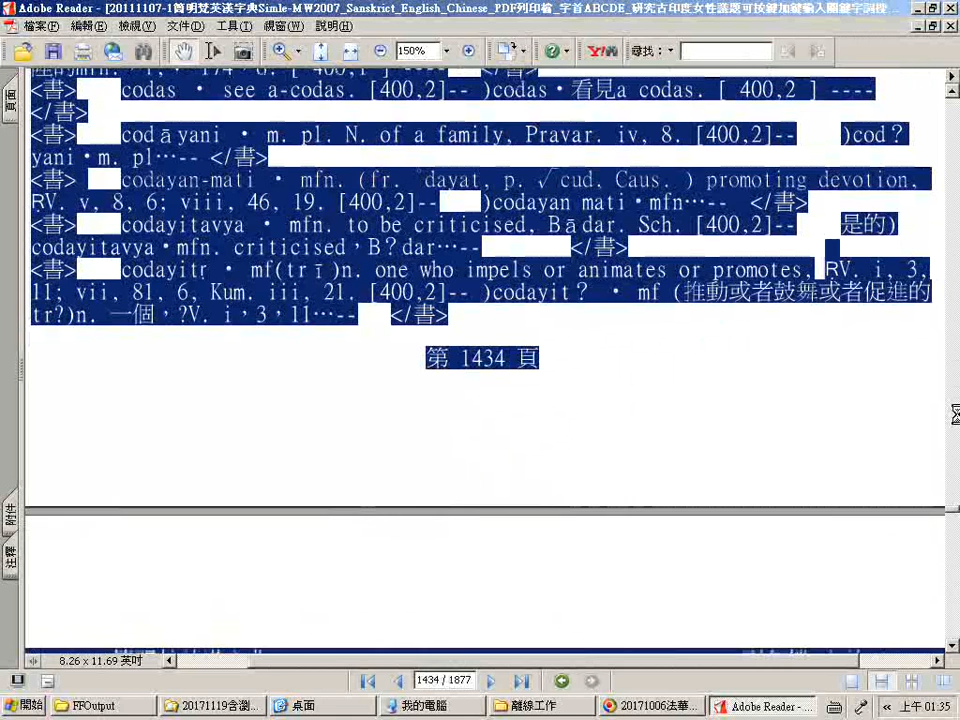 Adobe Reader - [20111107-1簡明梵英漢字典Simle-MW2007_Sanskrict_English_Chinese_PDF列印檔_字首ABCDE_研究古印度女性議題可按鍵加鍵輸入關鍵字詞搜
檔案(F) 編輯(E) 檢視(V) 文件(D) 工具(T) 視窗(W) 說明(H)
150% 尋找:
頁面
<書> codas • see a-codas. [400,2]-- )codas•看見a codas. [ 400,2 ] ----
</書>
<書> codāyani • m. pl. N. of a family, Pravar. iv, 8. [400,2]-- )cod?
yani•m. pl…-- </書>
<書> codayan-mati • mfn. (fr. °dayat, p. √cud, Caus. ) promoting devotion,
ṚV. v, 8, 6; viii, 46, 19. [400,2]-- )codayan mati•mfn…-- </書>
<書> codayitavya • mfn. to be criticised, Bādar. Sch. [400,2]-- 是的)
codayitavya•mfn. criticised,B?dar…-- </書>
<書> codayitṛ • mf(trī)n. one who impels or animates or promotes, ṚV. i, 3,
11; vii, 81, 6, Kum. iii, 21. [400,2]-- )codayit? • mf (推動或者鼓舞或者促進的
tr?)n. 一個,?V. i,3,11…-- </書>
第 1434 頁
附件
注釋
8.26 x 11.69 英吋
1434 / 1877
開始 FFOutput 20171119含瀏... 桌面 我的電腦 離線工作 20171006法華... Adobe Reader - ... 上午 01:35